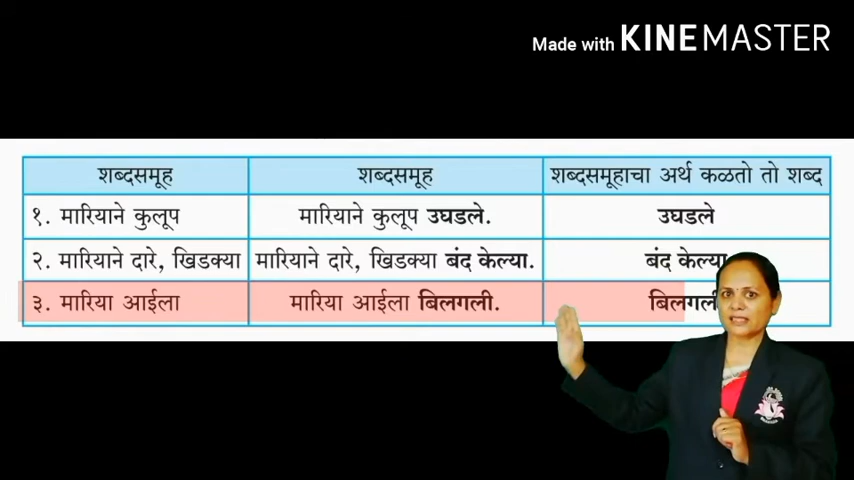 Made with KINEMASTER
शब्दसमूह शब्दसमूह शब्दसमूहाचा अर्थ कळतो तो शब्द
१. मारियाने कुलूप मारियाने कुलूप उघडले. उघडले
२. मारियाने दारे, खिडक्या मारियाने दारे, खिडक्या बंद केल्या. बंद केल्या
३. मारिया आईला मारिया आईला बिलगली. बिलगली